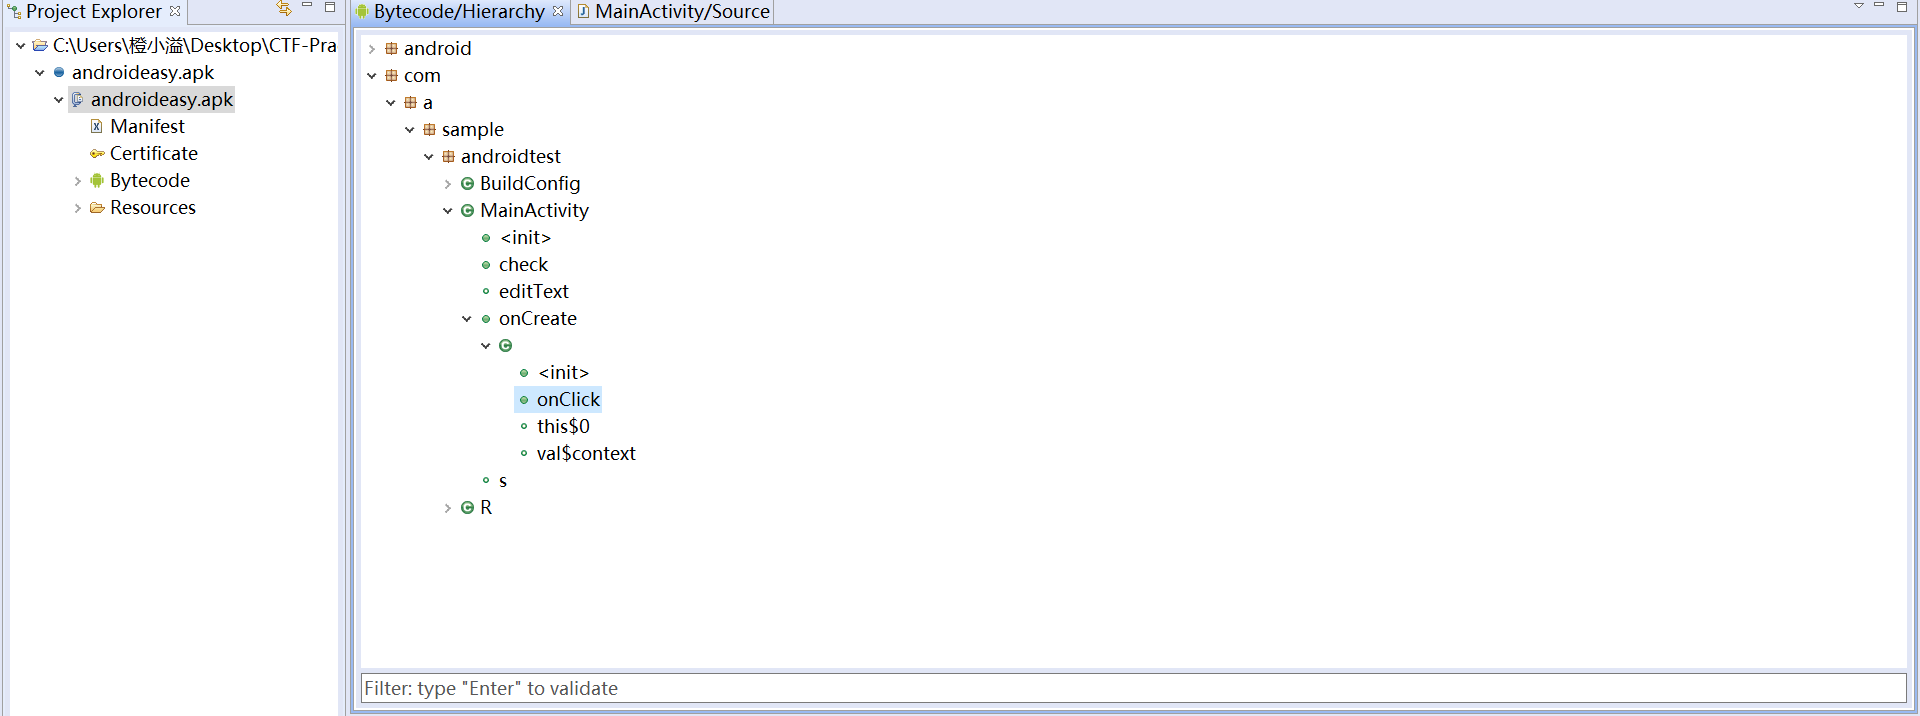 Project Explorer
C:\Users\橙小溢\Desktop\CTF-Pra
androideasy.apk
androideasy.apk
Manifest
Certificate
Bytecode
Resources
Bytecode/Hierarchy
MainActivity/Source
android
com
a
sample
androidtest
BuildConfig
MainActivity
<init>
check
editText
onCreate
<init>
onClick
this$0
val$context
s
R
Filter: type "Enter" to validate